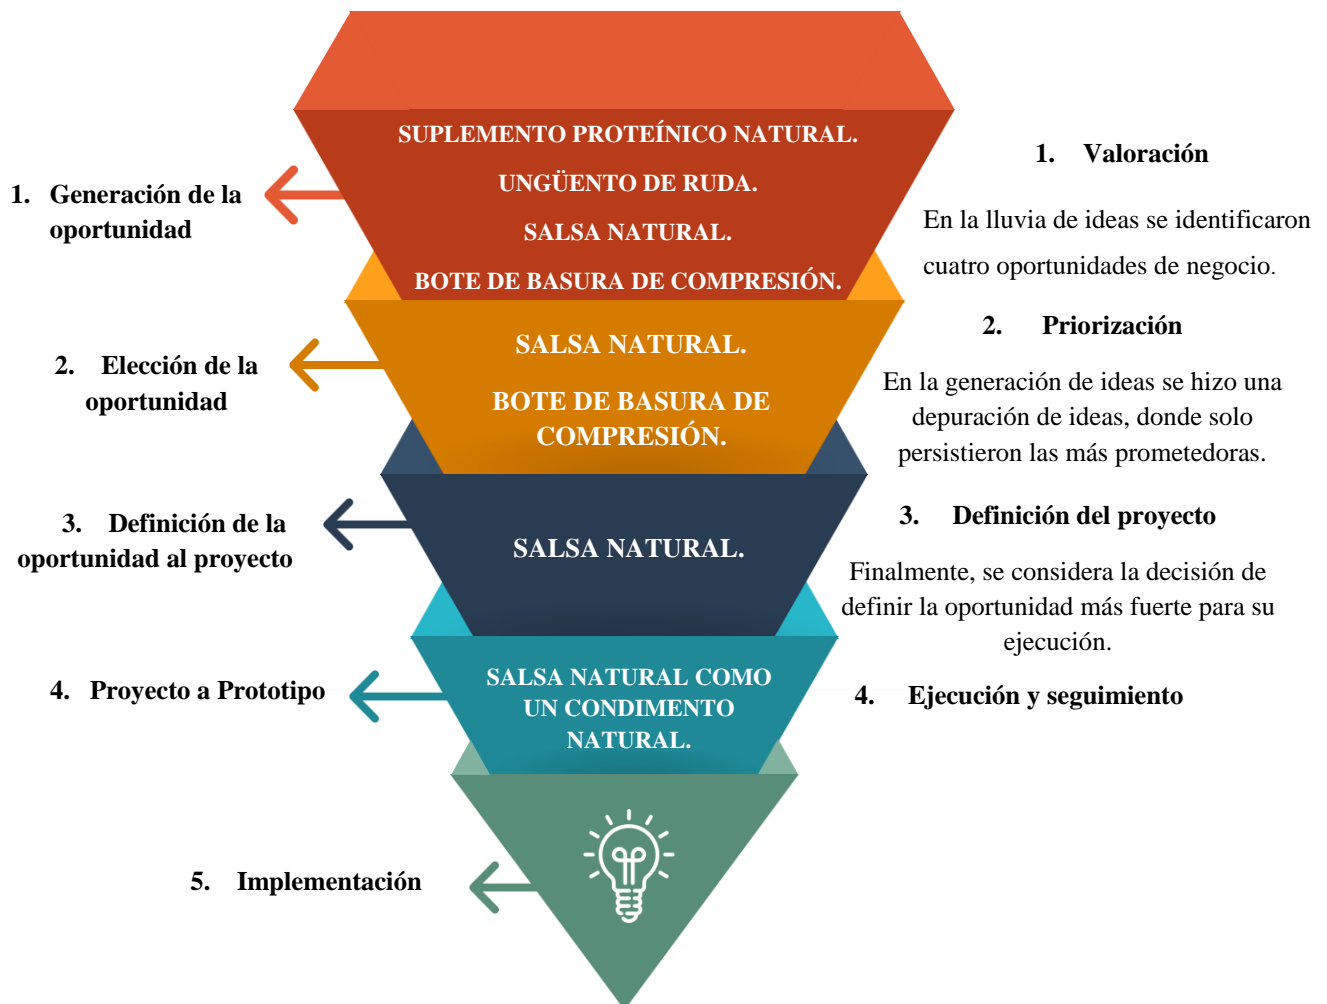 SUPLEMENTO PROTEÍNICO NATURAL.
UNGÜENTO DE RUDA.
SALSA NATURAL.
BOTE DE BASURA DE COMPRESIÓN.
1. Generación de la
oportunidad
1. Valoración
En la lluvia de ideas se identificaron
cuatro oportunidades de negocio.
SALSA NATURAL.
BOTE DE BASURA DE
COMPRESIÓN.
2. Elección de la
oportunidad
2. Priorización
En la generación de ideas se hizo una
depuración de ideas, donde solo
persistieron las más prometedoras.
3. Definición de la
oportunidad al proyecto
SALSA NATURAL.
3. Definición del proyecto
Finalmente, se considera la decisión de
definir la oportunidad más fuerte para su
ejecución.
4. Proyecto a Prototipo
SALSA NATURAL COMO
UN CONDIMENTO
NATURAL.
4. Ejecución y seguimiento
5. Implementación